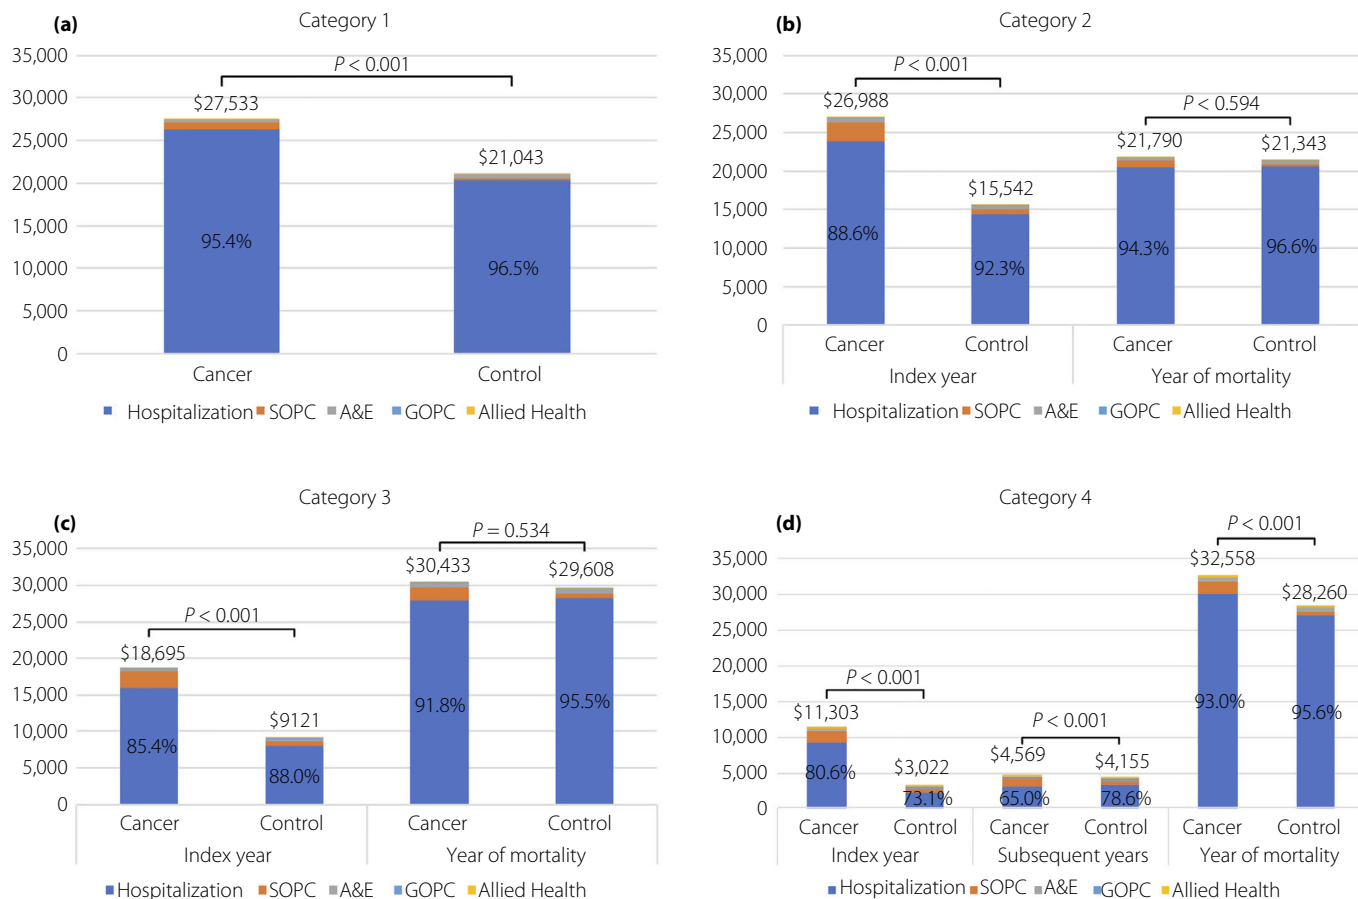 (a)
Category 1
35,000
30,000
25,000
20,000
15,000
10,000
5,000
0
P < 0.001
$27,533
$21,043
95.4%
96.5%
Cancer Control
Hospitalization SOPC A&E GOPC Allied Health
(b)
Category 2
35,000
30,000
25,000
20,000
15,000
10,000
5,000
0
P < 0.001
P < 0.594
$26,988
$15,542
$21,790
$21,343
88.6%
92.3%
94.3%
96.6%
Cancer Control Cancer Control
Index year Year of mortality
Hospitalization SOPC A&E GOPC Allied Health
(c)
Category 3
35,000
30,000
25,000
20,000
15,000
10,000
5,000
0
P < 0.001
P = 0.534
$18,695
$9121
$30,433
$29,608
85.4%
88.0%
91.8%
95.5%
Cancer Control Cancer Control
Index year Year of mortality
Hospitalization SOPC A&E GOPC Allied Health
(d)
Category 4
35,000
30,000
25,000
20,000
15,000
10,000
5,000
0
P < 0.001
P < 0.001
P < 0.001
$11,303
$3,022
$4,569
$4,155
$32,558
$28,260
80.6%
73.1%
65.0%
78.6%
93.0%
95.6%
Cancer Control Cancer Control Cancer Control
Index year Subsequent years Year of mortality
Hospitalization SOPC A&E GOPC Allied Health